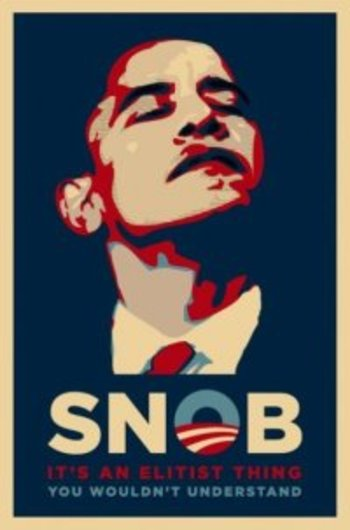 SNOB
IT'S AN ELITIST THING
YOU WOULDN'T UNDERSTAND